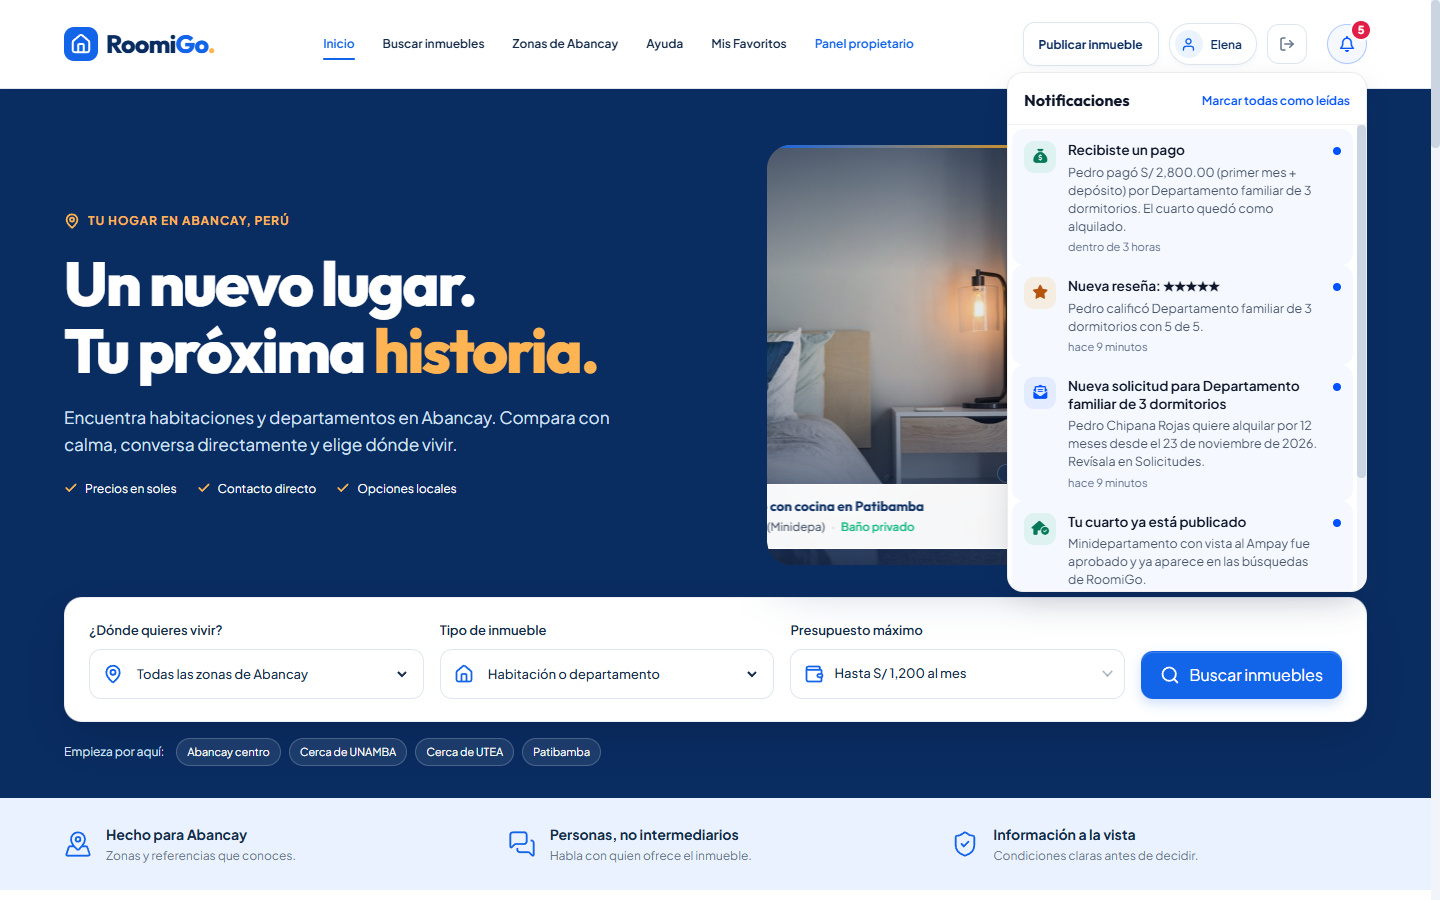 RoomiGo.
Inicio
Buscar inmuebles
Zonas de Abancay
Ayuda
Mis Favoritos
Panel propietario
Publicar inmueble
Elena
5
Notificaciones
Marcar todas como leídas
Recibiste un pago
Pedro pagó S/ 2,800.00 (primer mes +
depósito) por Departamento familiar de 3
dormitorios. El cuarto quedó como
alquilado.
dentro de 3 horas
Nueva reseña: ★★★★★
Pedro calificó Departamento familiar de 3
dormitorios con 5 de 5.
hace 9 minutos
Nueva solicitud para Departamento
familiar de 3 dormitorios
Pedro Chipana Rojas quiere alquilar por 12
meses desde el 23 de noviembre de 2026.
Revísala en Solicitudes.
hace 9 minutos
Tu cuarto ya está publicado
Minidepartamento con vista al Ampay fue
aprobado y ya aparece en las búsquedas
de RoomiGo.
TU HOGAR EN ABANCAY, PERÚ
Un nuevo lugar.
Tu próxima historia.
Encuentra habitaciones y departamentos en Abancay. Compara con
calma, conversa directamente y elige dónde vivir.
Precios en soles
Contacto directo
Opciones locales
con cocina en Patibamba
(Minidepa) · Baño privado
¿Dónde quieres vivir?
Todas las zonas de Abancay
Tipo de inmueble
Habitación o departamento
Presupuesto máximo
Hasta S/ 1,200 al mes
Buscar inmuebles
Empieza por aquí:
Abancay centro
Cerca de UNAMBA
Cerca de UTEA
Patibamba
Hecho para Abancay
Zonas y referencias que conoces.
Personas, no intermediarios
Habla con quien ofrece el inmueble.
Información a la vista
Condiciones claras antes de decidir.